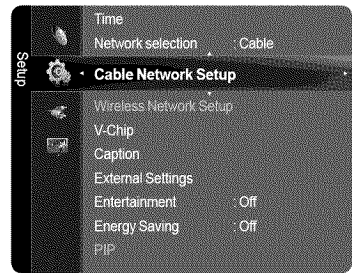 Setup
Time
Network selection : Cable
Cable Network Setup
Wireless Network Setup
V-Chip
Caption
External Settings
Entertainment : Off
Energy Saving : Off
PIP